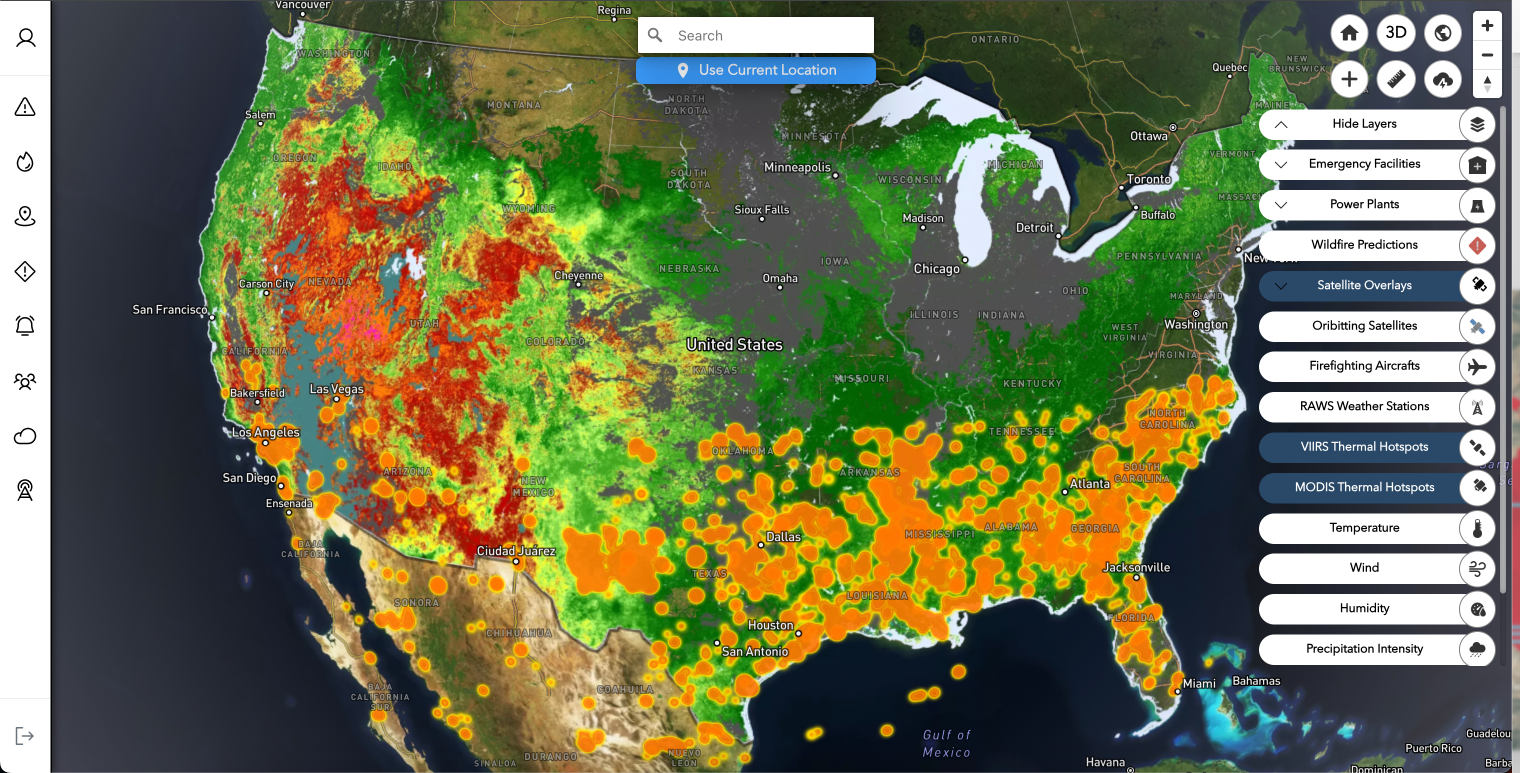 Vancouver
Regina
Search
Use Current Location
3D
WASHINGTON
ONTARIO
Quebec
NEW
BRUNSWICK
MONTANA
NORTH
DAKOTA
MAINE
Salem
Hide Layers
MINNESOTA
Ottawa
OREGON
IDAHO
Minneapolis
MICHIGAN
VERMONT
Emergency Facilities
SOUTH
DAKOTA
WISCONSIN
Toronto
WYOMING
Sioux Falls
Madison
Buffalo
Power Plants
Detroit
Wildfire Predictions
Cheyenne
NEBRASKA
IOWA
Chicago
PENNSYLVANIA
Carson City
NEVADA
Omaha
OHIO
MARYLAND
Satellite Overlays
San Francisco
UTAH
ILLINOIS
INDIANA
Washington
Oribitting Satellites
CALIFORNIA
COLORADO
United States
KANSAS
WEST
VIRGINIA
VIRGINIA
Firefighting Aircrafts
Bakersfield
Las Vegas
MISSOURI
KENTUCKY
RAWS Weather Stations
Los Angeles
OKLAHOMA
TENNESSEE
NORTH
CAROLINA
VIIRS Thermal Hotspots
San Diego
ARIZONA
NEW
MEXICO
ARKANSAS
SOUTH
CAROLINA
MODIS Thermal Hotspots
Ensenada
Atlanta
BAJA
CALIFORNIA
Ciudad Juárez
Dallas
MISSISSIPPI
ALABAMA
GEORGIA
Temperature
TEXAS
Jacksonville
Wind
SONORA
LOUISIANA
Humidity
CHIHUAHUA
Houston
FLORIDA
San Antonio
Precipitation Intensity
BAJA
CALIFORNIA
SUR
COAHUILA
Miami
Bahamas
Gulf of
Mexico
SINALOA
DURANGO
NUEVO
LEÓN
Havana
Puerto Rico
Dominican